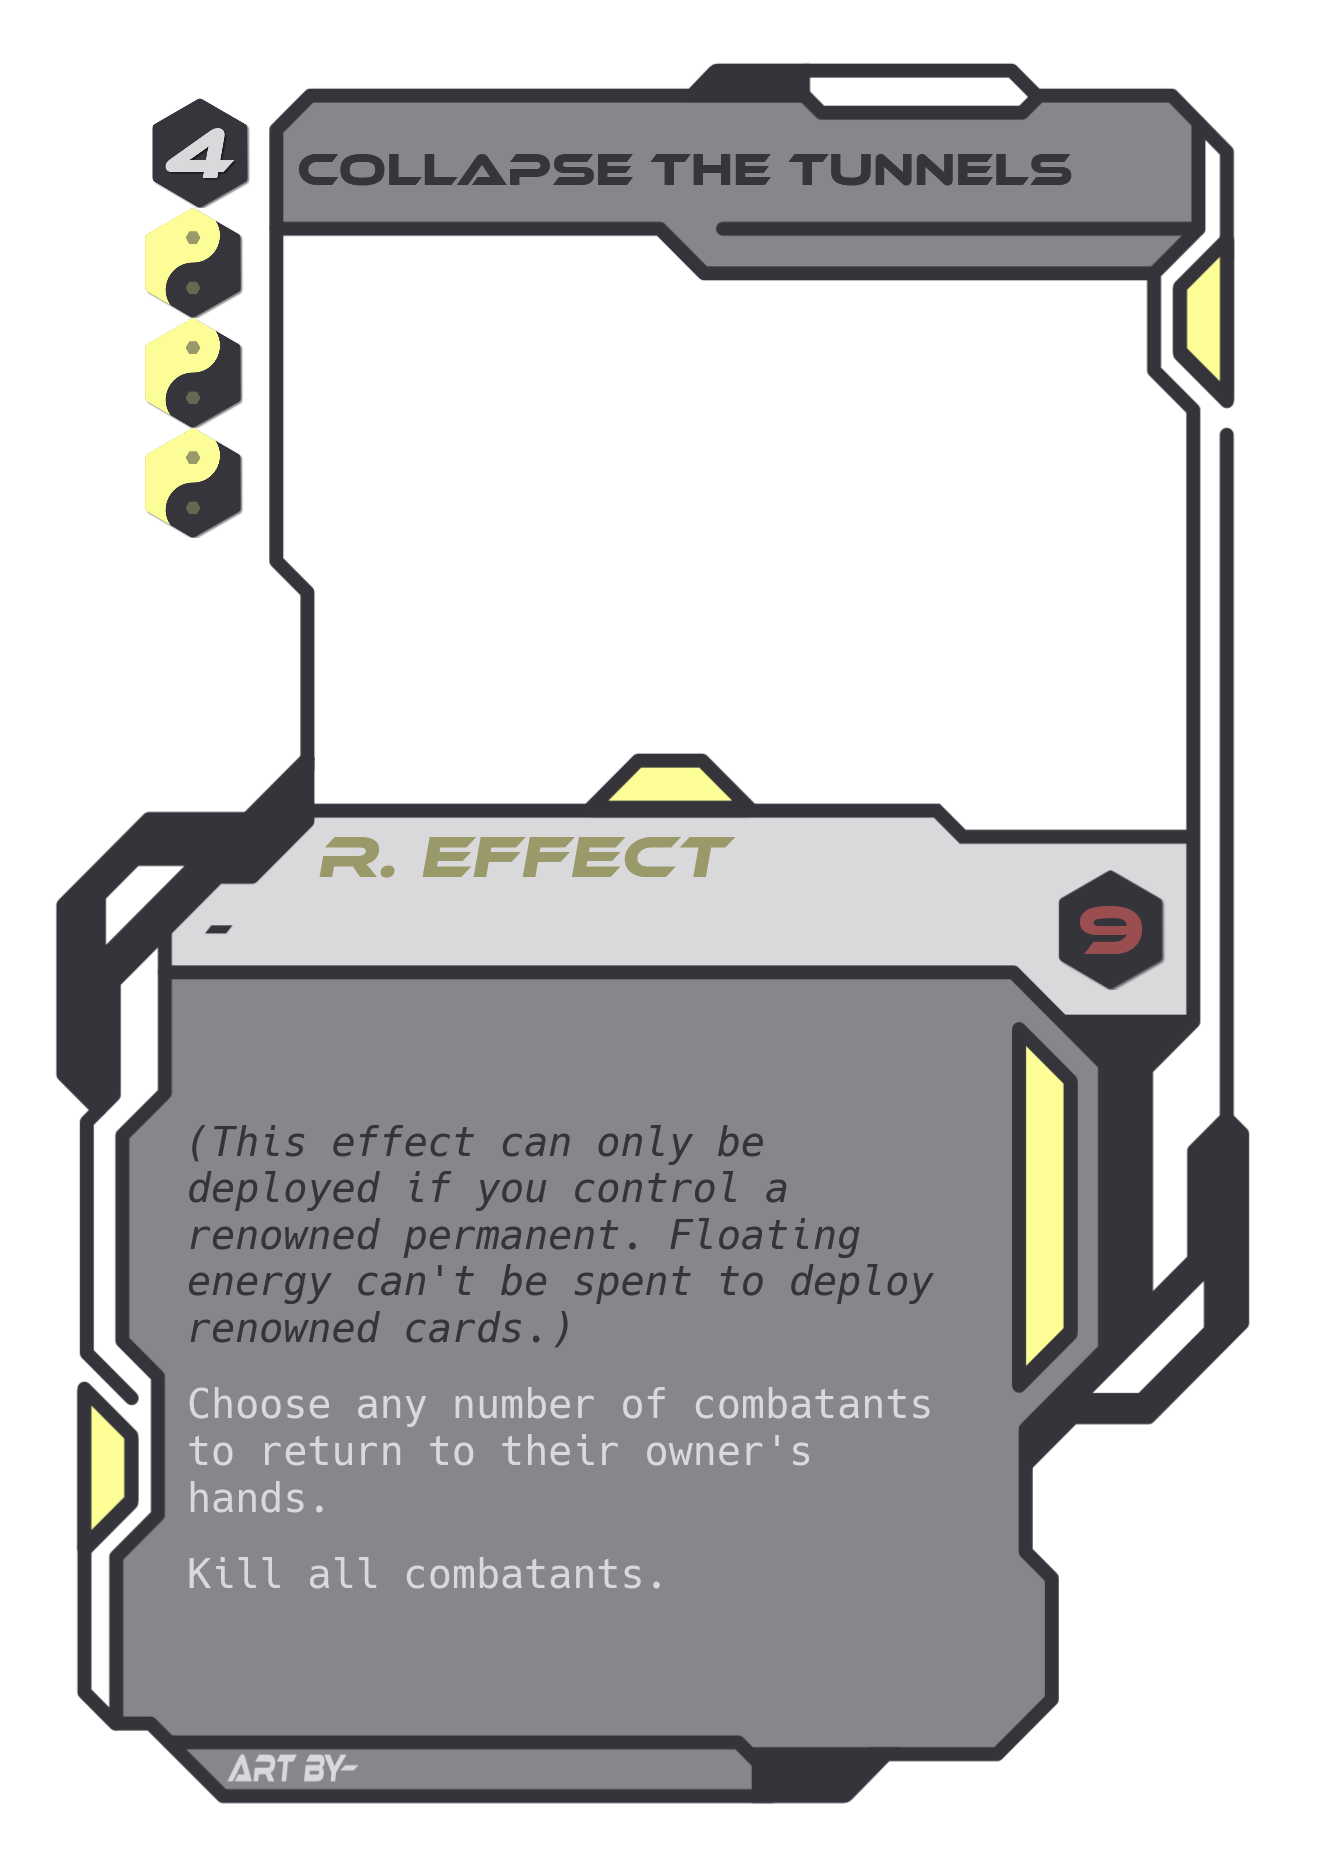 4
COLLAPSE THE TUNNELS
R. EFFECT
-
9
(This effect can only be
deployed if you control a
renowned permanent. Floating
energy can't be spent to deploy
renowned cards.)
Choose any number of combatants
to return to their owner's
hands.
Kill all combatants.
ART BY-